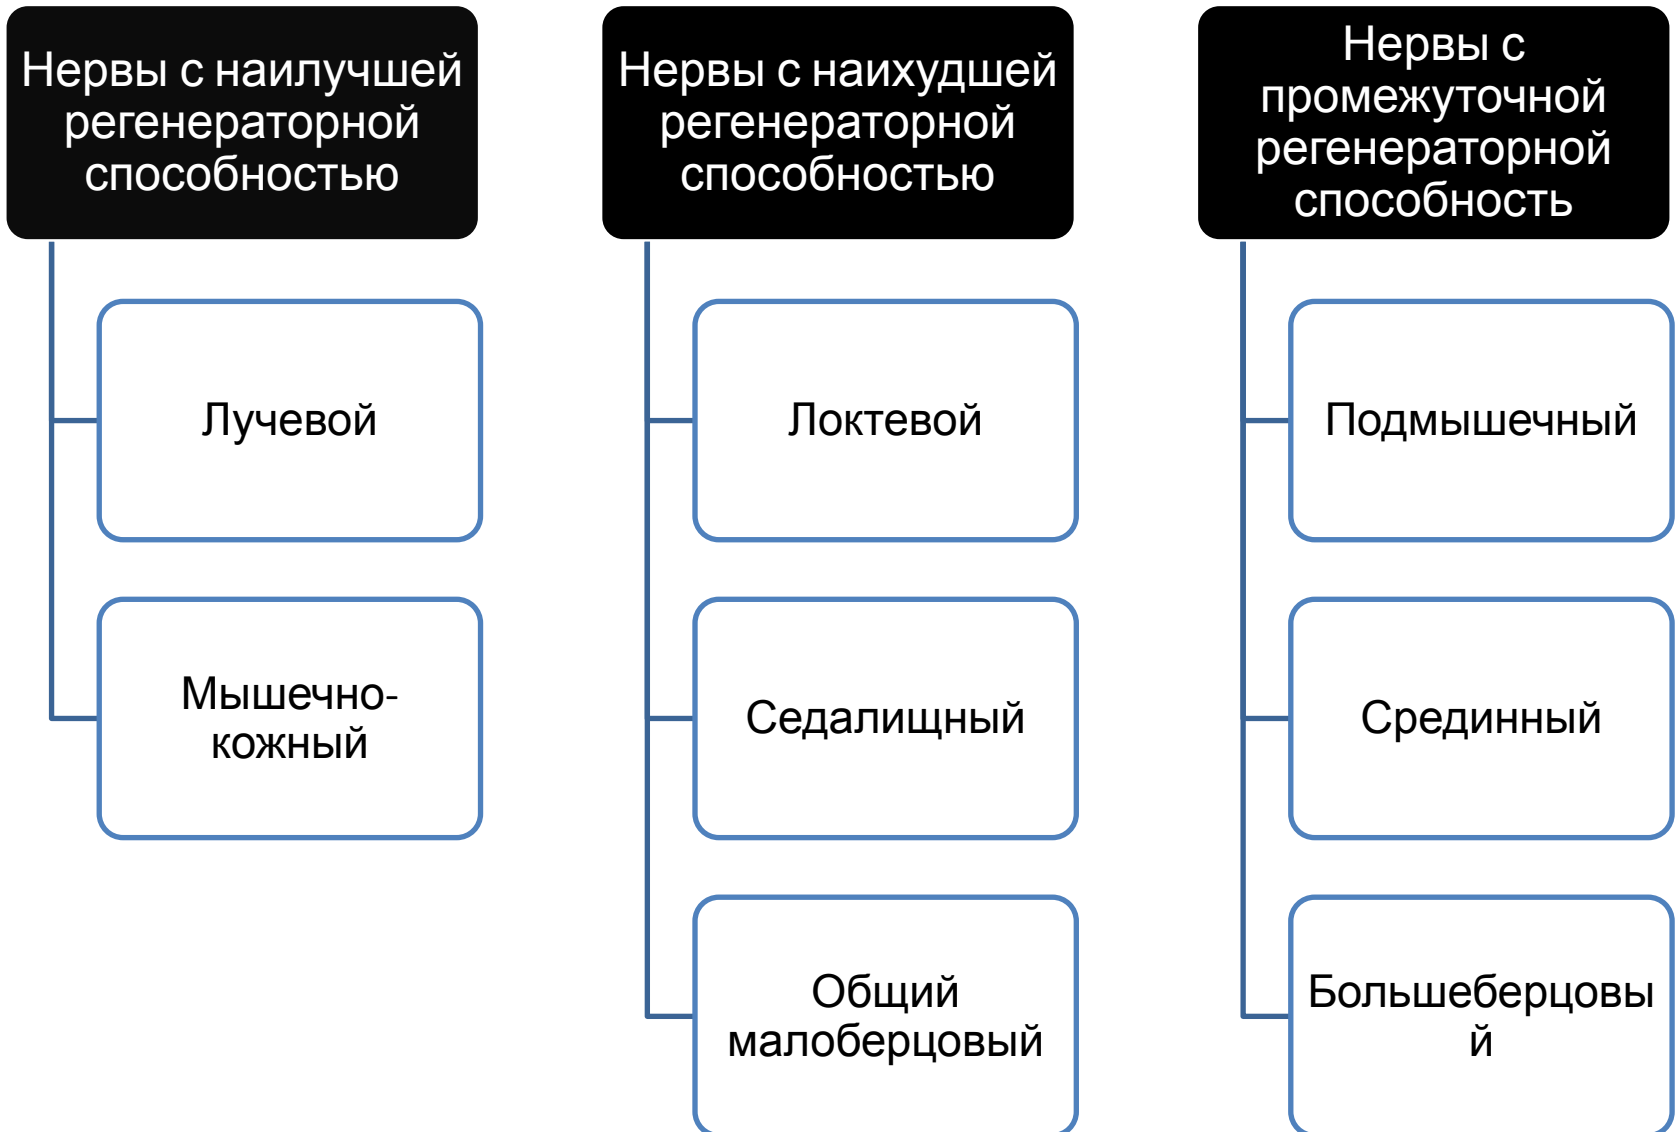 Нервы с наилучшей
регенераторной
способностью
Лучевой
Мышечно-
кожный
Нервы с наихудшей
регенераторной
способностью
Локтевой
Седалищный
Общий
малоберцовый
Нервы с
промежуточной
регенераторной
способность
Подмышечный
Срединный
Большеберцовы
й